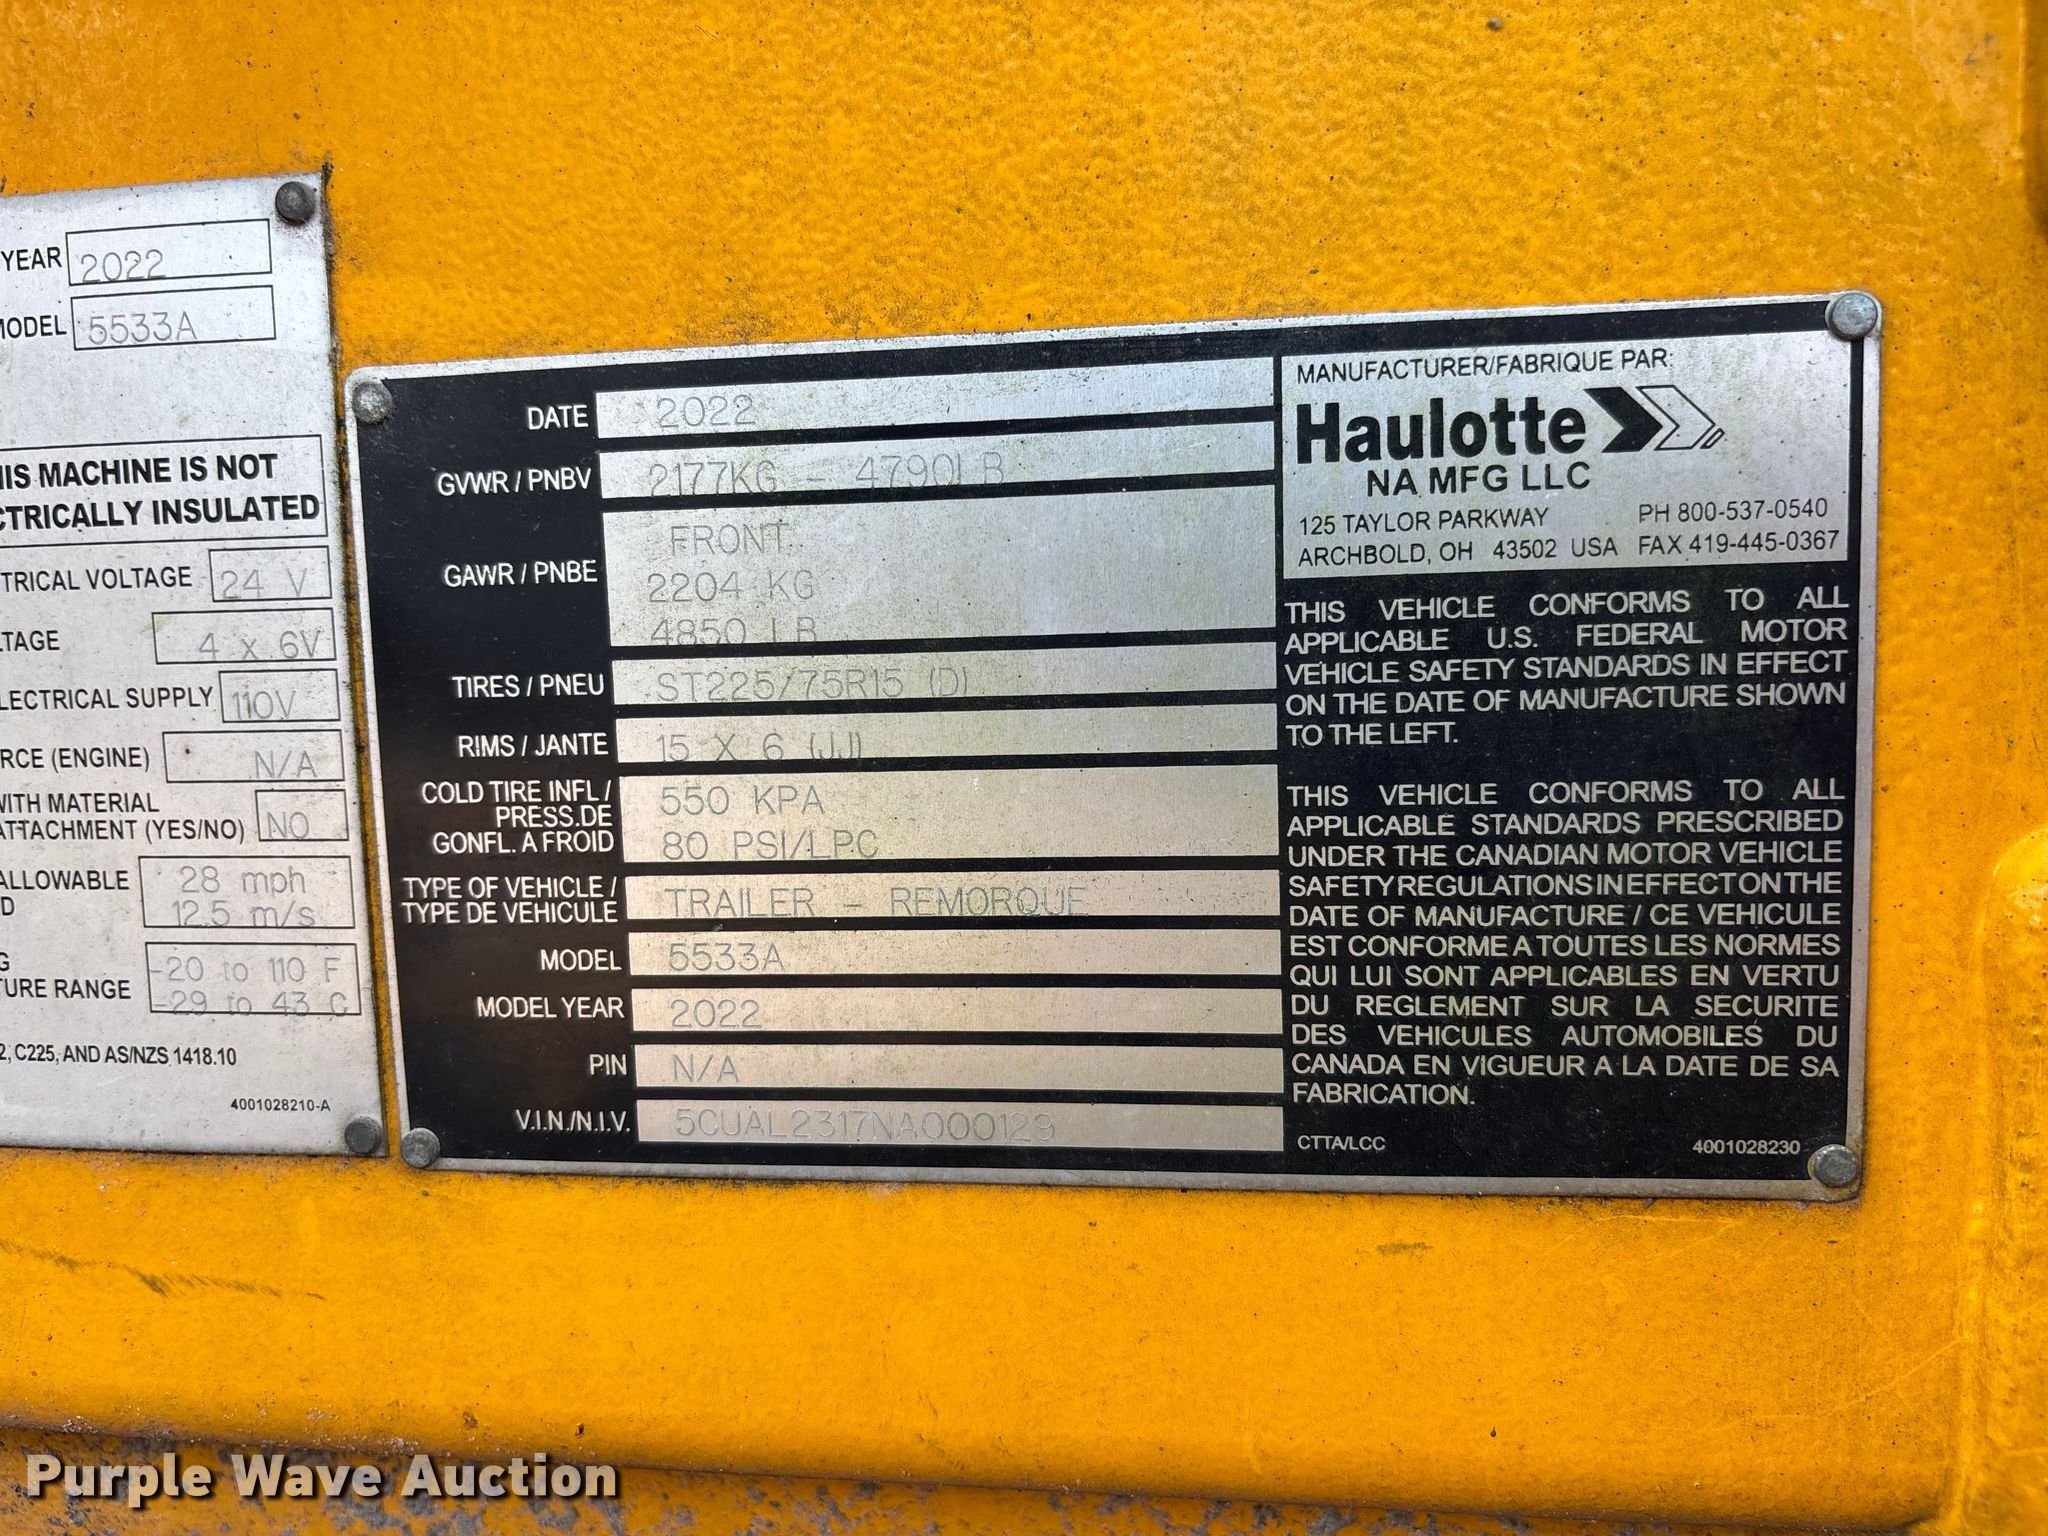 YEAR 2022
MODEL 5533A
THIS MACHINE IS NOT
ELECTRICALLY INSULATED
TRICAL VOLTAGE 24 V
TAGE 4 x 6V
LECTRICAL SUPPLY 110V
RCE (ENGINE) N/A
WITH MATERIAL
ATTACHMENT (YES/NO) NO
ALLOWABLE 28 mph
D 12.5 m/s
G -20 to 110 F
TURE RANGE -29 to 43 C
2, C225, AND AS/NZS 1418.10
4001028210-A
DATE 2022
GVWR / PNBV 2177KG - 4790LB
FRONT
GAWR / PNBE 2204 KG
4850 LB
TIRES / PNEU ST225/75R15 (D)
RIMS / JANTE 15 X 6 (JJ)
COLD TIRE INFL / 550 KPA
PRESS.DE
GONFL. A FROID 80 PSI/LPC
TYPE OF VEHICLE /
TYPE DE VEHICULE TRAILER - REMORQUE
MODEL 5533A
MODEL YEAR 2022
PIN N/A
V.I.N./N.I.V. 5CUAL2317NA000129
MANUFACTURER/FABRIQUE PAR:
Haulotte
NA MFG LLC
125 TAYLOR PARKWAY PH 800-537-0540
ARCHBOLD, OH 43502 USA FAX 419-445-0367
THIS VEHICLE CONFORMS TO ALL
APPLICABLE U.S. FEDERAL MOTOR
VEHICLE SAFETY STANDARDS IN EFFECT
ON THE DATE OF MANUFACTURE SHOWN
TO THE LEFT.
THIS VEHICLE CONFORMS TO ALL
APPLICABLE STANDARDS PRESCRIBED
UNDER THE CANADIAN MOTOR VEHICLE
SAFETY REGULATIONS IN EFFECT ON THE
DATE OF MANUFACTURE / CE VEHICULE
EST CONFORME A TOUTES LES NORMES
QUI LUI SONT APPLICABLES EN VERTU
DU REGLEMENT SUR LA SECURITE
DES VEHICULES AUTOMOBILES DU
CANADA EN VIGUEUR A LA DATE DE SA
FABRICATION.
CTTA/LCC 4001028230
Purple Wave Auction